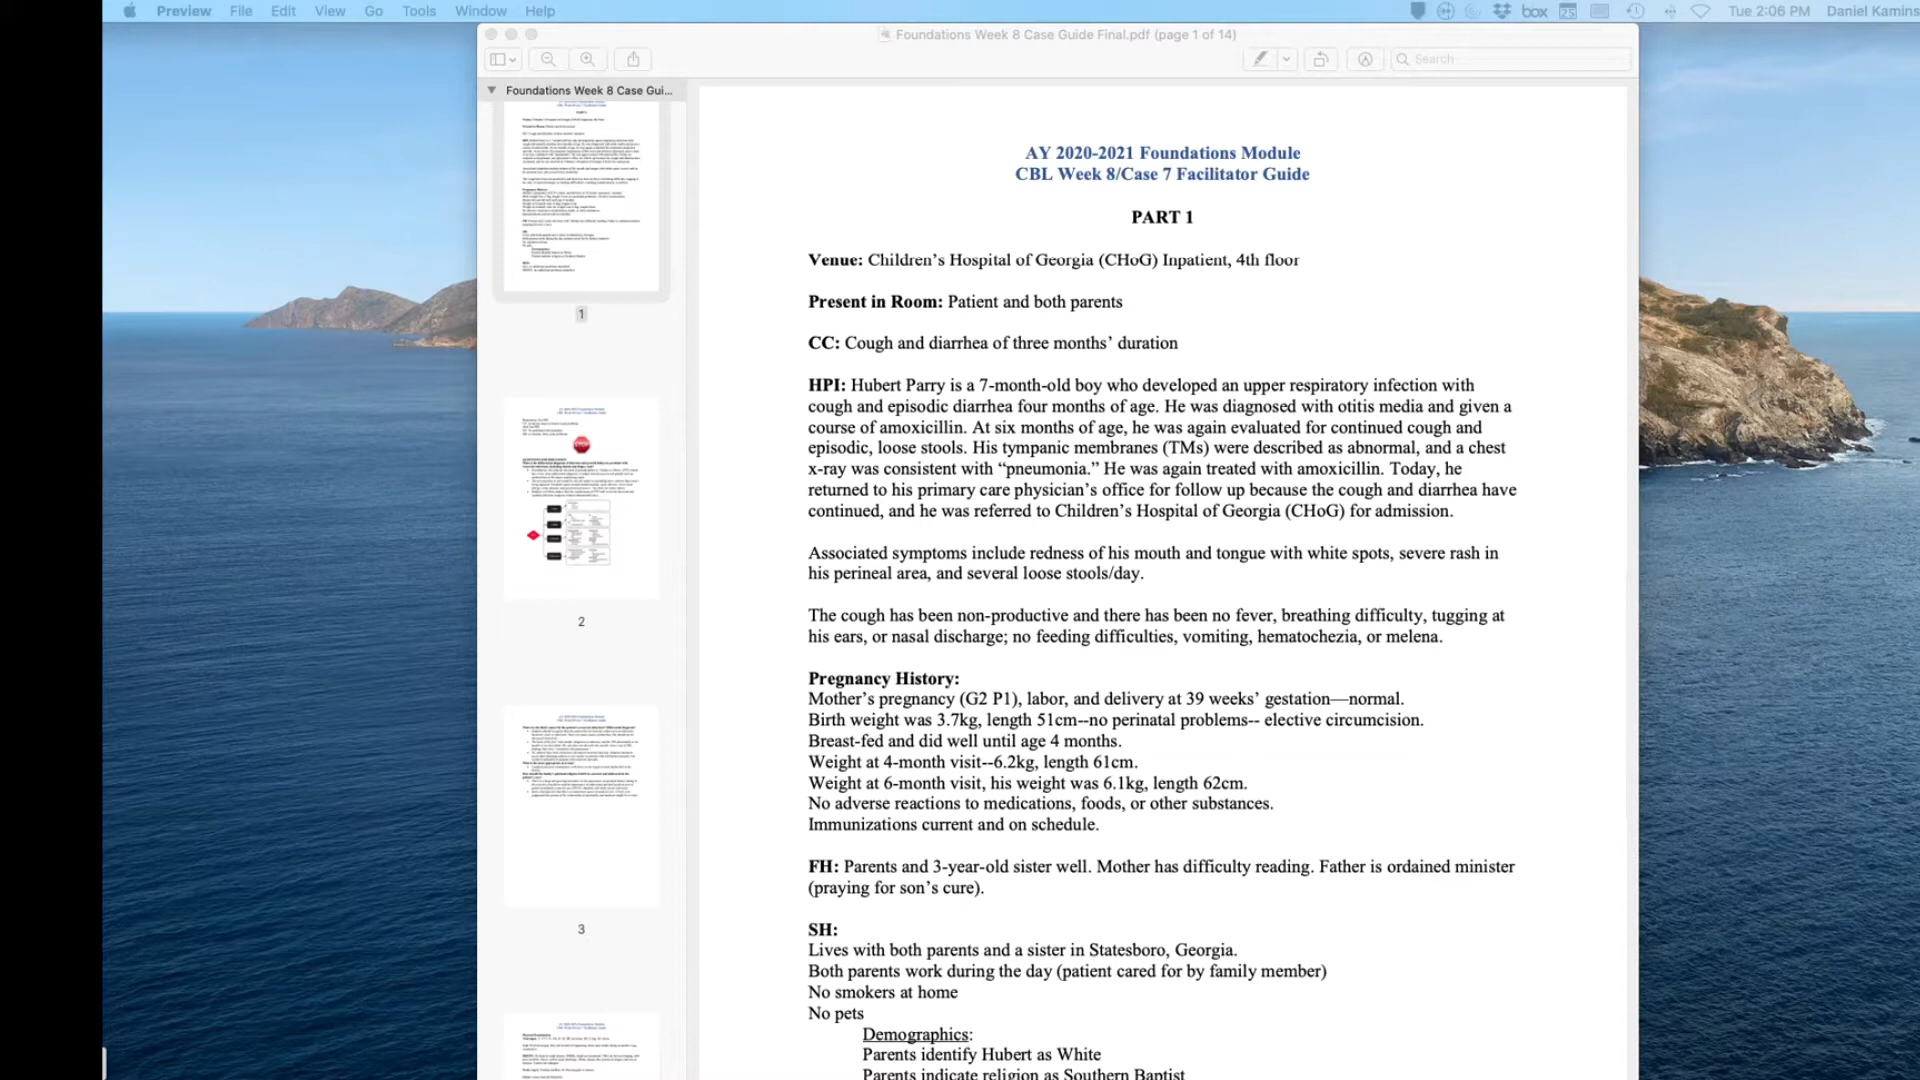 Preview File Edit View Go Tools Window Help
box 25 Tue 2:06 PM Daniel Kamins
Foundations Week 8 Case Guide Final.pdf (page 1 of 14)
Search
Foundations Week 8 Case Gui...
1
2
3
AY 2020-2021 Foundations Module
CBL Week 8/Case 7 Facilitator Guide
PART 1
Venue: Children’s Hospital of Georgia (CHoG) Inpatient, 4th floor
Present in Room: Patient and both parents
CC: Cough and diarrhea of three months’ duration
HPI: Hubert Parry is a 7-month-old boy who developed an upper respiratory infection with
cough and episodic diarrhea four months of age. He was diagnosed with otitis media and given a
course of amoxicillin. At six months of age, he was again evaluated for continued cough and
episodic, loose stools. His tympanic membranes (TMs) were described as abnormal, and a chest
x-ray was consistent with “pneumonia.” He was again treated with amoxicillin. Today, he
returned to his primary care physician’s office for follow up because the cough and diarrhea have
continued, and he was referred to Children’s Hospital of Georgia (CHoG) for admission.
Associated symptoms include redness of his mouth and tongue with white spots, severe rash in
his perineal area, and several loose stools/day.
The cough has been non-productive and there has been no fever, breathing difficulty, tugging at
his ears, or nasal discharge; no feeding difficulties, vomiting, hematochezia, or melena.
Pregnancy History:
Mother’s pregnancy (G2 P1), labor, and delivery at 39 weeks’ gestation—normal.
Birth weight was 3.7kg, length 51cm--no perinatal problems-- elective circumcision.
Breast-fed and did well until age 4 months.
Weight at 4-month visit--6.2kg, length 61cm.
Weight at 6-month visit, his weight was 6.1kg, length 62cm.
No adverse reactions to medications, foods, or other substances.
Immunizations current and on schedule.
FH: Parents and 3-year-old sister well. Mother has difficulty reading. Father is ordained minister
(praying for son’s cure).
SH:
Lives with both parents and a sister in Statesboro, Georgia.
Both parents work during the day (patient cared for by family member)
No smokers at home
No pets
Demographics:
Parents identify Hubert as White
Parents indicate religion as Southern Baptist